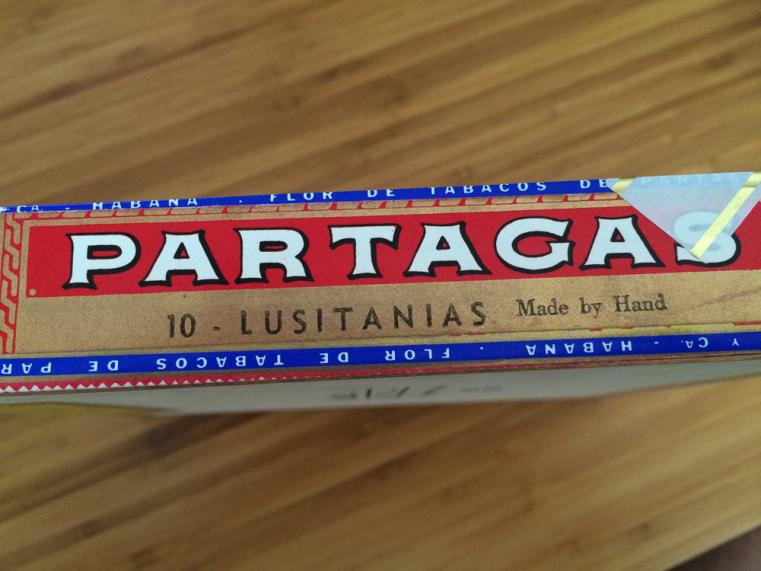 CA. - HABANA . FLOR DE TABACOS DE
PARTAGAS
10 - LUSITANIAS Made by Hand
Y CA. - HABANA . FLOR DE TABACOS DE PAR